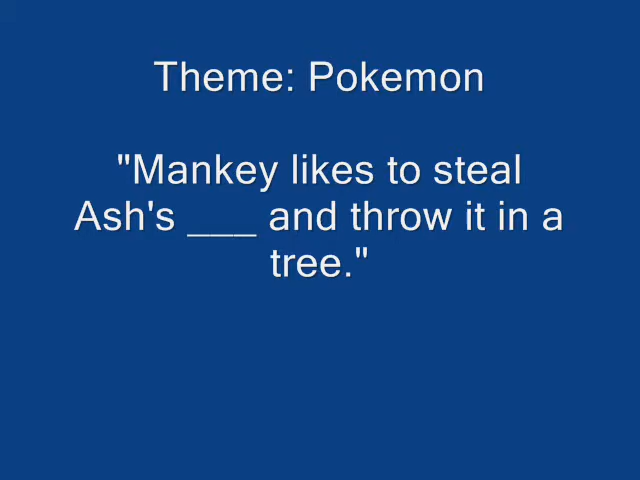 Theme: Pokemon
"Mankey likes to steal
Ash's ___ and throw it in a
tree."